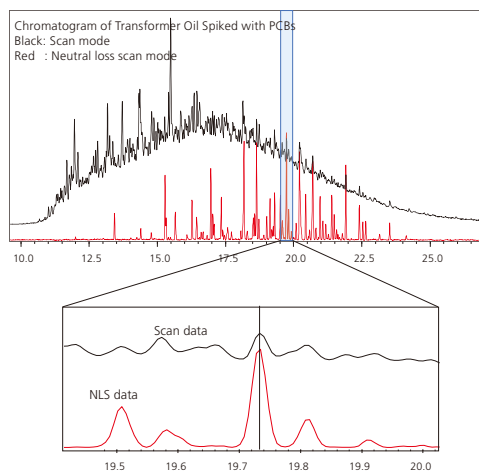 Chromatogram of Transformer Oil Spiked with PCBs
Black: Scan mode
Red : Neutral loss scan mode
10.0 12.5 15.0 17.5 20.0 22.5 25.0
Scan data
NLS data
19.5 19.6 19.7 19.8 19.9 20.0